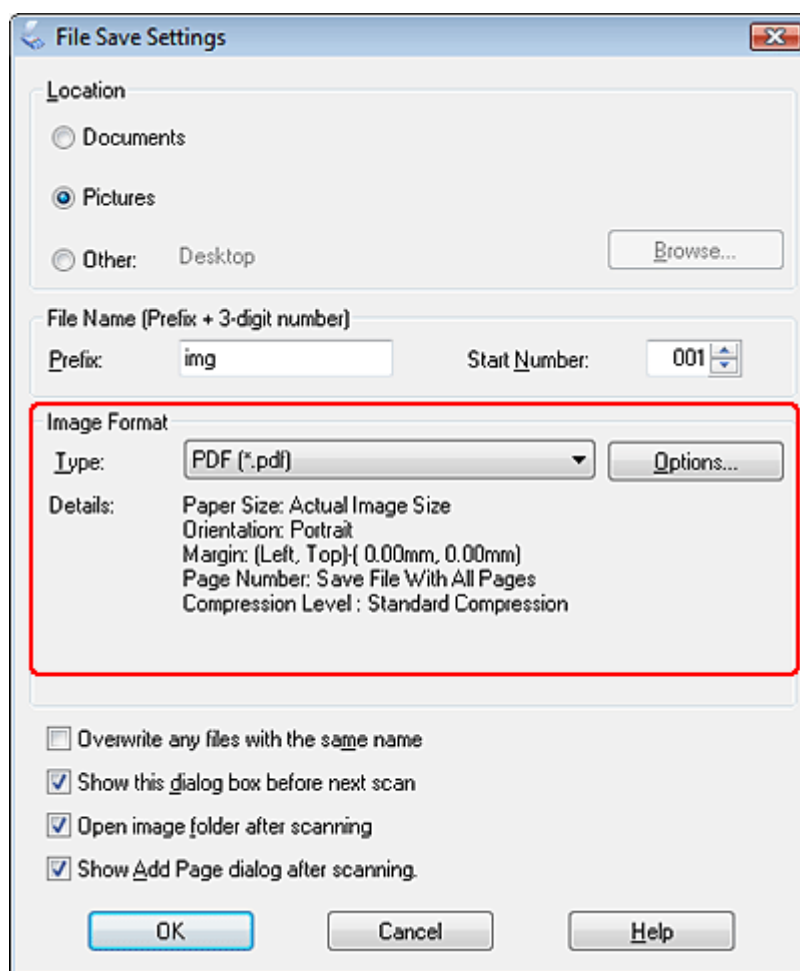 File Save Settings
Location
Documents
Pictures
Other: Desktop Browse...
File Name (Prefix + 3-digit number)
Prefix: img Start Number: 001
Image Format
Type: PDF (*.pdf) Options...
Details: Paper Size: Actual Image Size
Orientation: Portrait
Margin: (Left, Top)-( 0.00mm, 0.00mm)
Page Number: Save File With All Pages
Compression Level : Standard Compression
Overwrite any files with the same name
Show this dialog box before next scan
Open image folder after scanning
Show Add Page dialog after scanning.
OK Cancel Help